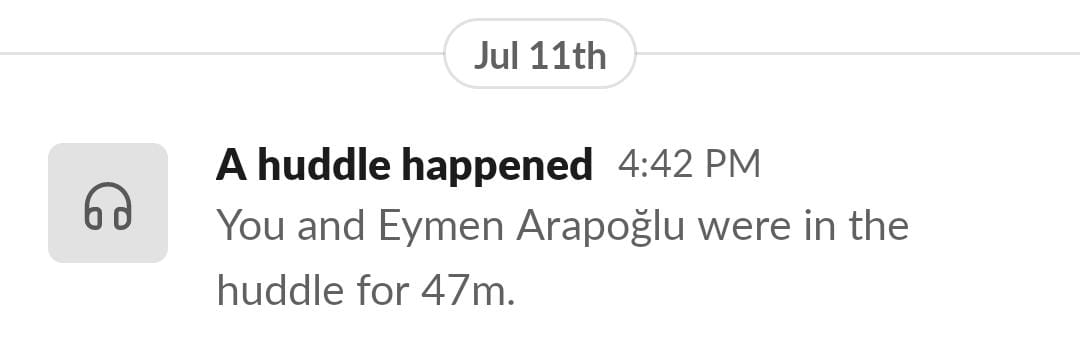 Jul 11th
A huddle happened 4:42 PM
You and Eymen Arapoğlu were in the
huddle for 47m.